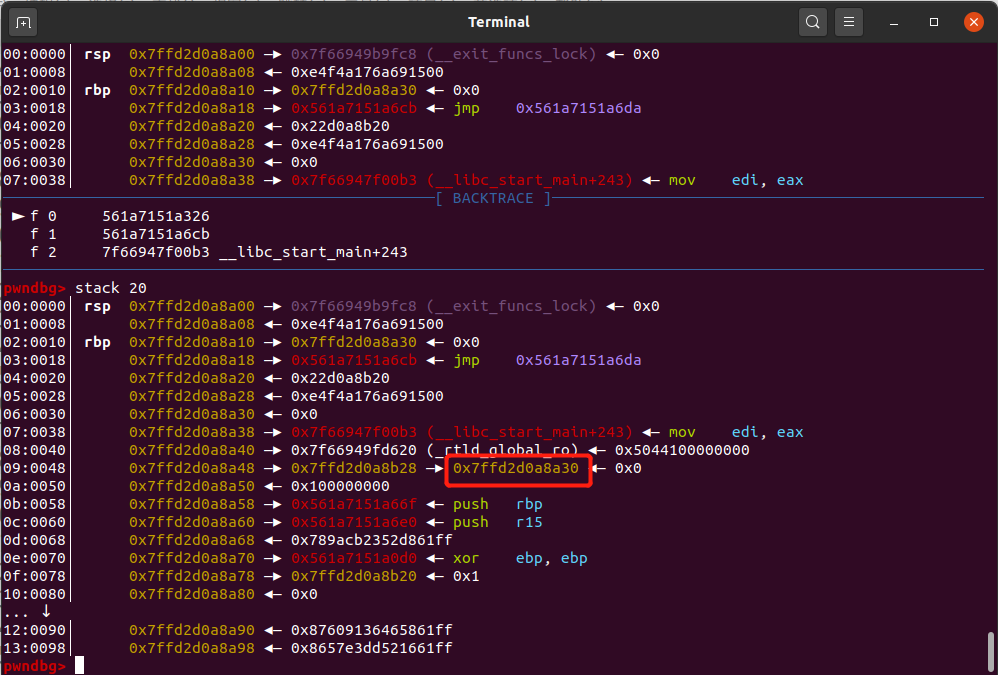 Terminal
00:0000│ rsp  0x7ffd2d0a8a00 —▸ 0x7f66949b9fc8 (__exit_funcs_lock) ◂— 0x0
01:0008│      0x7ffd2d0a8a08 ◂— 0xe4f4a176a691500
02:0010│ rbp  0x7ffd2d0a8a10 —▸ 0x7ffd2d0a8a30 ◂— 0x0
03:0018│      0x7ffd2d0a8a18 —▸ 0x561a7151a6cb ◂— jmp    0x561a7151a6da
04:0020│      0x7ffd2d0a8a20 ◂— 0x22d0a8b20
05:0028│      0x7ffd2d0a8a28 ◂— 0xe4f4a176a691500
06:0030│      0x7ffd2d0a8a30 ◂— 0x0
07:0038│      0x7ffd2d0a8a38 —▸ 0x7f66947f00b3 (__libc_start_main+243) ◂— mov    edi, eax
[ BACKTRACE ]
► f 0     561a7151a326
f 1     561a7151a6cb
f 2     7f66947f00b3 __libc_start_main+243
pwndbg> stack 20
00:0000│ rsp  0x7ffd2d0a8a00 —▸ 0x7f66949b9fc8 (__exit_funcs_lock) ◂— 0x0
01:0008│      0x7ffd2d0a8a08 ◂— 0xe4f4a176a691500
02:0010│ rbp  0x7ffd2d0a8a10 —▸ 0x7ffd2d0a8a30 ◂— 0x0
03:0018│      0x7ffd2d0a8a18 —▸ 0x561a7151a6cb ◂— jmp    0x561a7151a6da
04:0020│      0x7ffd2d0a8a20 ◂— 0x22d0a8b20
05:0028│      0x7ffd2d0a8a28 ◂— 0xe4f4a176a691500
06:0030│      0x7ffd2d0a8a30 ◂— 0x0
07:0038│      0x7ffd2d0a8a38 —▸ 0x7f66947f00b3 (__libc_start_main+243) ◂— mov    edi, eax
08:0040│      0x7ffd2d0a8a40 —▸ 0x7f66949fd620 (_rtld_global_ro) ◂— 0x5044100000000
09:0048│      0x7ffd2d0a8a48 —▸ 0x7ffd2d0a8b28 —▸ 0x7ffd2d0a8a30 ◂— 0x0
0a:0050│      0x7ffd2d0a8a50 ◂— 0x100000000
0b:0058│      0x7ffd2d0a8a58 —▸ 0x561a7151a66f ◂— push   rbp
0c:0060│      0x7ffd2d0a8a60 —▸ 0x561a7151a6e0 ◂— push   r15
0d:0068│      0x7ffd2d0a8a68 ◂— 0x789acb2352d861ff
0e:0070│      0x7ffd2d0a8a70 —▸ 0x561a7151a0d0 ◂— xor    ebp, ebp
0f:0078│      0x7ffd2d0a8a78 —▸ 0x7ffd2d0a8b20 ◂— 0x1
10:0080│      0x7ffd2d0a8a80 ◂— 0x0
... ↓
12:0090│      0x7ffd2d0a8a90 ◂— 0x87609136465861ff
13:0098│      0x7ffd2d0a8a98 ◂— 0x8657e3dd521661ff
pwndbg>